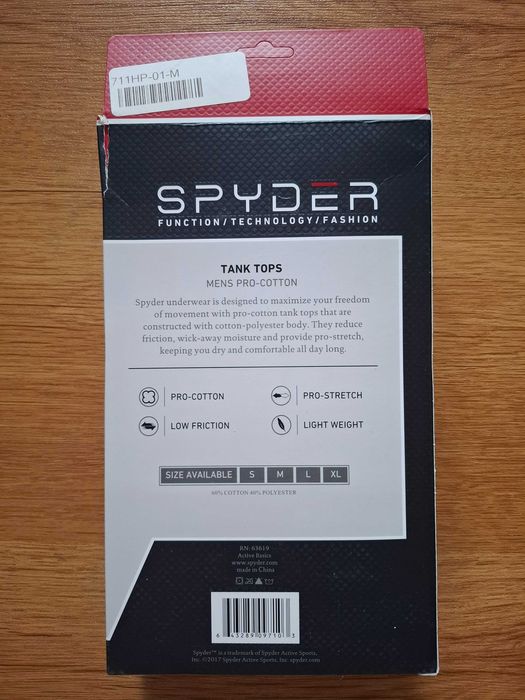 711HP-01-M
SPYDER
FUNCTION/TECHNOLOGY/FASHION
TANK TOPS
MENS PRO-COTTON
Spyder underwear is designed to maximize your freedom
of movement with pro-cotton tank tops that are
constructed with cotton-polyester body. They reduce
friction, wick-away moisture and provide pro-stretch,
keeping you dry and comfortable all day long.
PRO-COTTON
PRO-STRETCH
LOW FRICTION
LIGHT WEIGHT
SIZE AVAILABLE S M L XL
60% COTTON 40% POLYESTER
RN: 63619
Active Basics
www.spyder.com
made in China
6 43289 09710 3
Spyder™ is a trademark of Spyder Active Sports,
Inc. ©2017 Spyder Active Sports, Inc. spyder.com